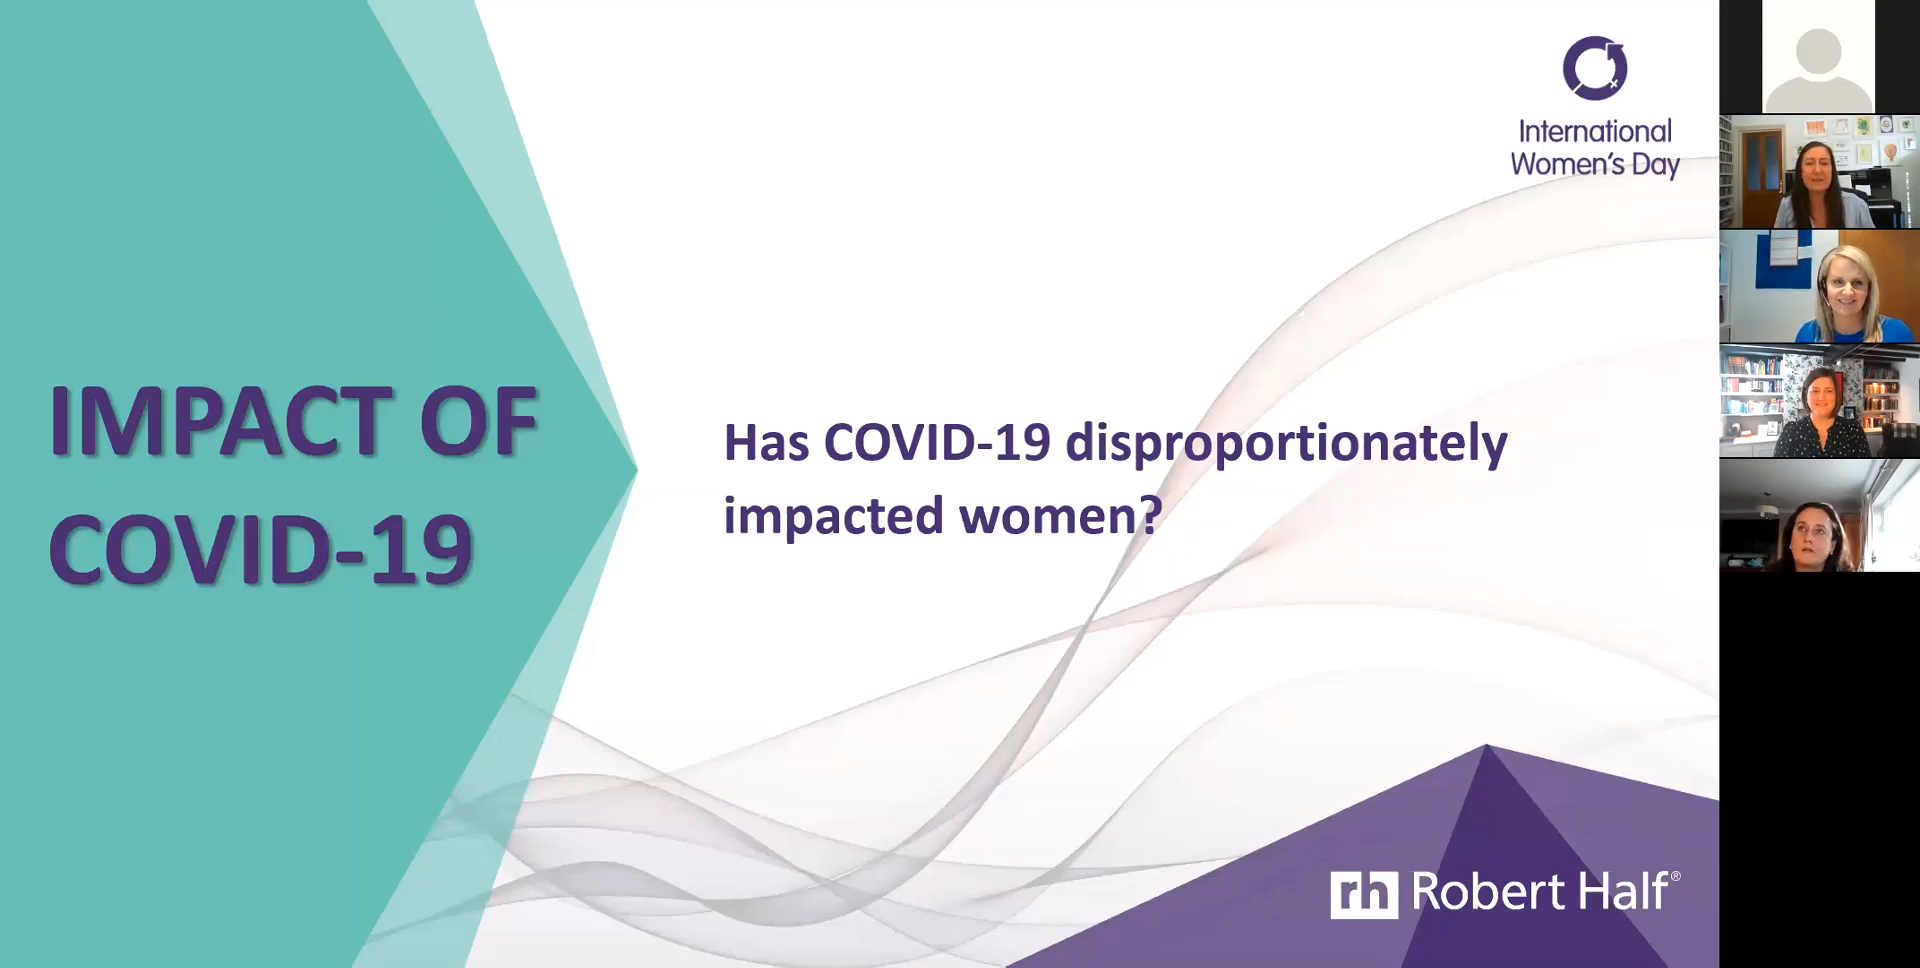 International
Women's Day
IMPACT OF
COVID-19
Has COVID-19 disproportionately
impacted women?
rh Robert Half®